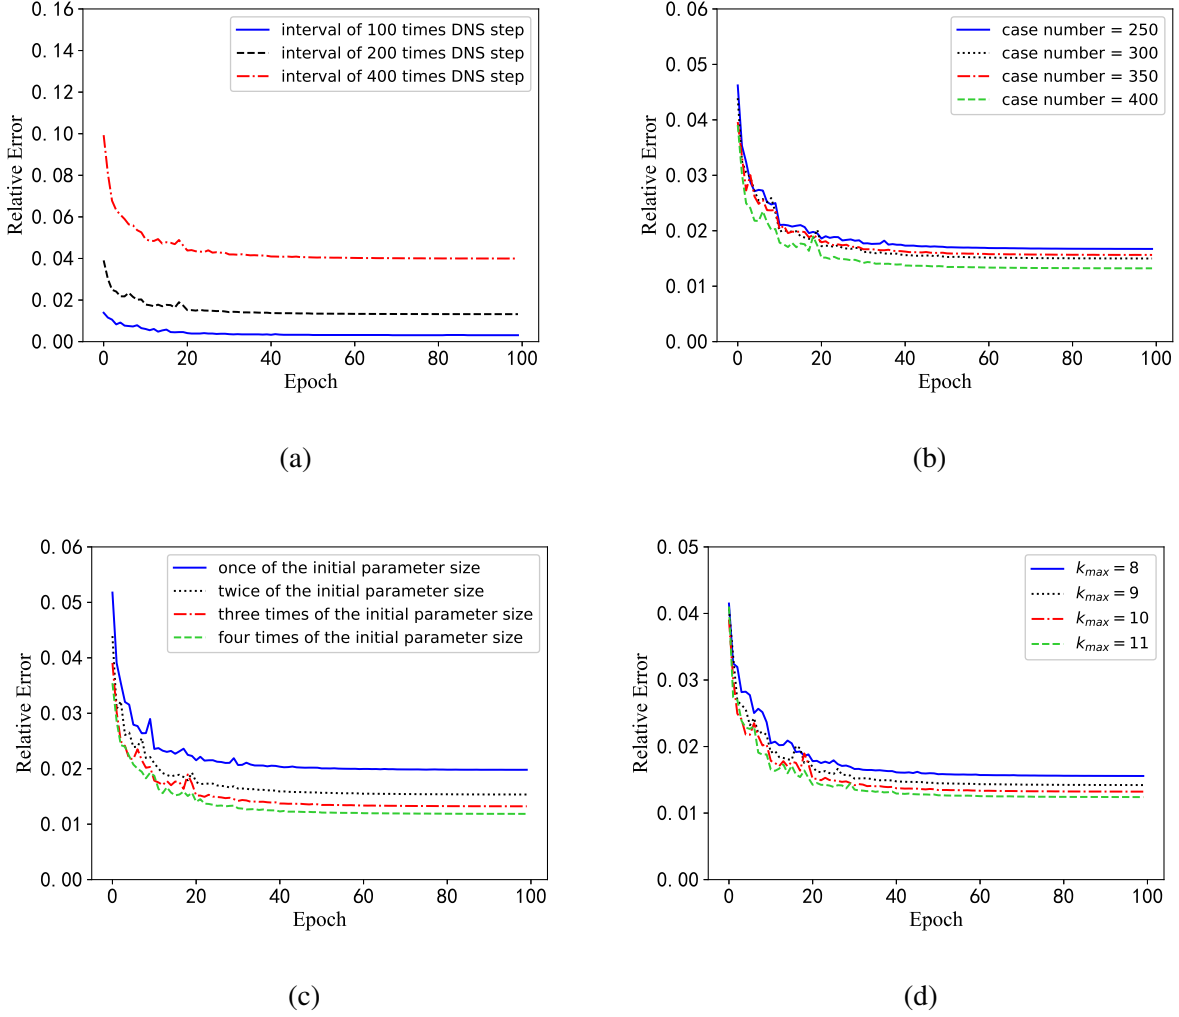 0.16
0.14
0.12
0.10
0.08
0.06
0.04
0.02
0.00
Relative Error
interval of 100 times DNS step
interval of 200 times DNS step
interval of 400 times DNS step
0 20 40 60 80 100
Epoch
(a)
0.06
0.05
0.04
0.03
0.02
0.01
0.00
Relative Error
case number = 250
case number = 300
case number = 350
case number = 400
0 20 40 60 80 100
Epoch
(b)
0.06
0.05
0.04
0.03
0.02
0.01
0.00
Relative Error
once of the initial parameter size
twice of the initial parameter size
three times of the initial parameter size
four times of the initial parameter size
0 20 40 60 80 100
Epoch
(c)
0.05
0.04
0.03
0.02
0.01
0.00
Relative Error
k_max = 8
k_max = 9
k_max = 10
k_max = 11
0 20 40 60 80 100
Epoch
(d)